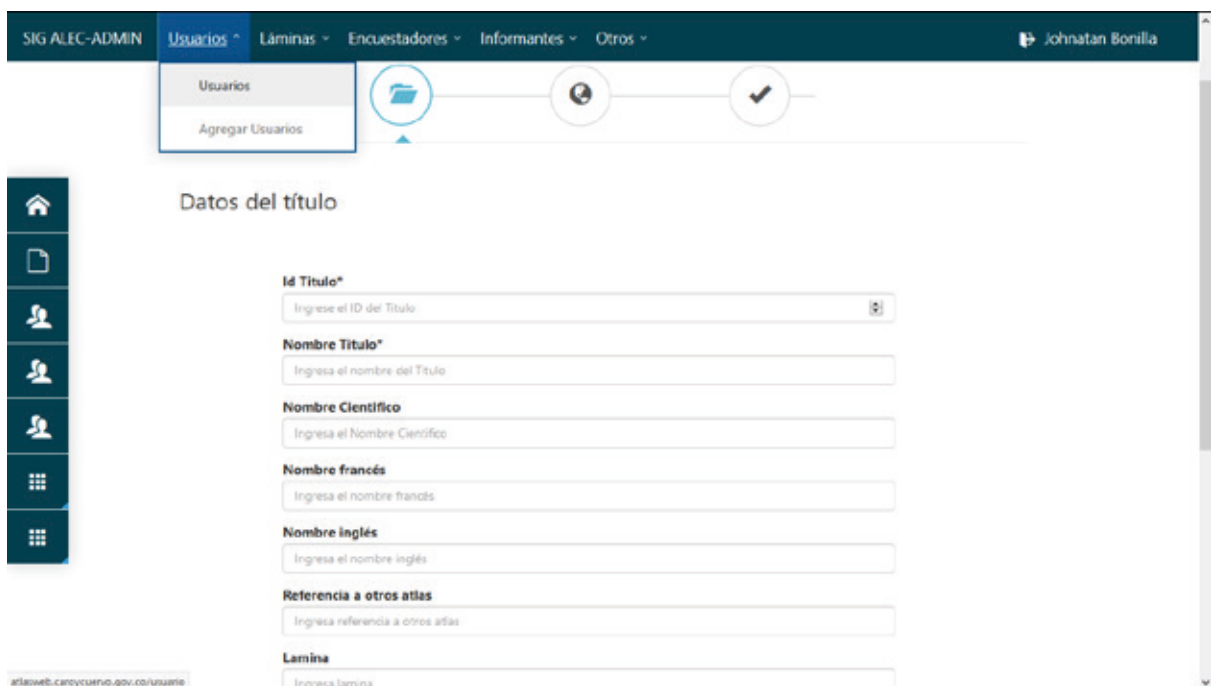 SIG ALEC-ADMIN Usuarios Láminas Encuestadores Informantes Otros Johnatan Bonilla
Usuarios
Agregar Usuarios
Datos del título
Id Titulo*
Ingrese el ID del Titulo
Nombre Titulo*
Ingresa el nombre del Titulo
Nombre Cientifico
Ingresa el Nombre Cientifico
Nombre francés
Ingresa el nombre francés
Nombre inglés
Ingresa el nombre inglés
Referencia a otros atlas
Ingresa referencia a otros atlas
Lamina
Ingresa lamina
atlasweb.caroycuervo.gov.co/usuario